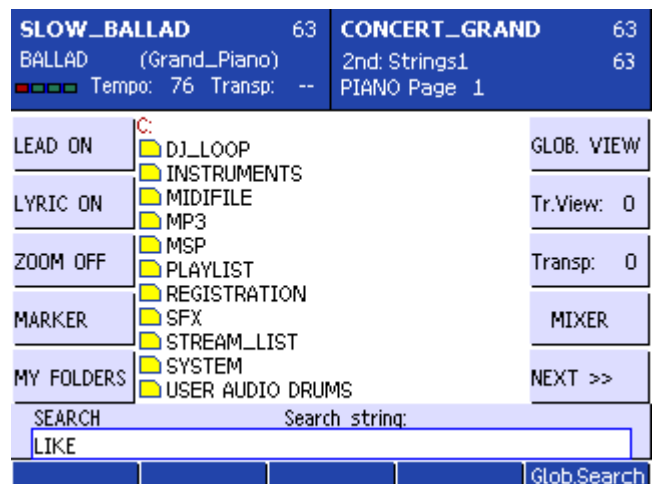 SLOW_BALLAD 63 CONCERT_GRAND 63
BALLAD (Grand_Piano) 2nd: Strings1 63
Tempo: 76 Transp: -- PIANO Page 1
C:
LEAD ON DJ_LOOP GLOB. VIEW
INSTRUMENTS
LYRIC ON MIDIFILE Tr.View: 0
MP3
ZOOM OFF MSP Transp: 0
PLAYLIST
REGISTRATION
MARKER SFX MIXER
STREAM_LIST
MY FOLDERS SYSTEM NEXT >>
USER AUDIO DRUMS
SEARCH Search string:
LIKE
Glob.Search